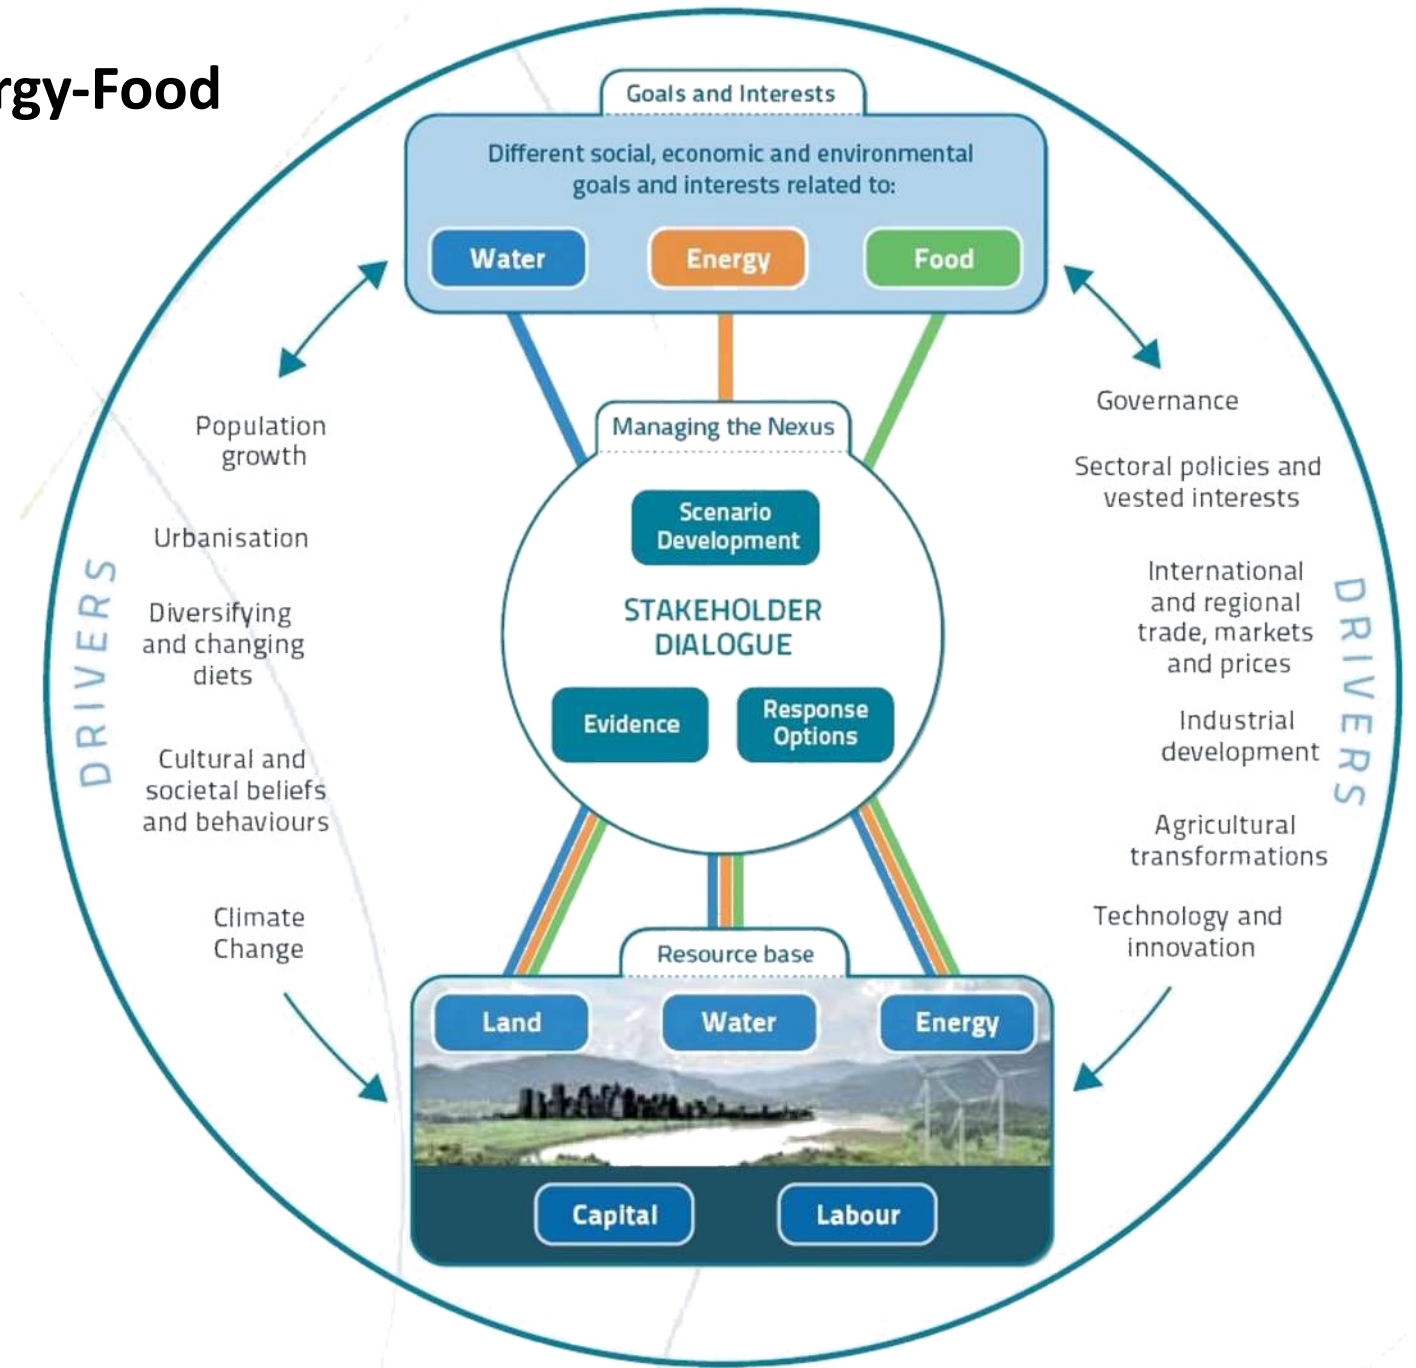 rgy-Food
Goals and Interests
Different social, economic and environmental
goals and interests related to:
Water
Energy
Food
Managing the Nexus
Scenario
Development
STAKEHOLDER
DIALOGUE
Evidence
Response
Options
DRIVERS
Population
growth
Urbanisation
Diversifying
and changing
diets
Cultural and
societal beliefs
and behaviours
Climate
Change
Governance
Sectoral policies and
vested interests
International
and regional
trade, markets
and prices
Industrial
development
Agricultural
transformations
Technology and
innovation
DRIVERS
Resource base
Land
Water
Energy
Capital
Labour